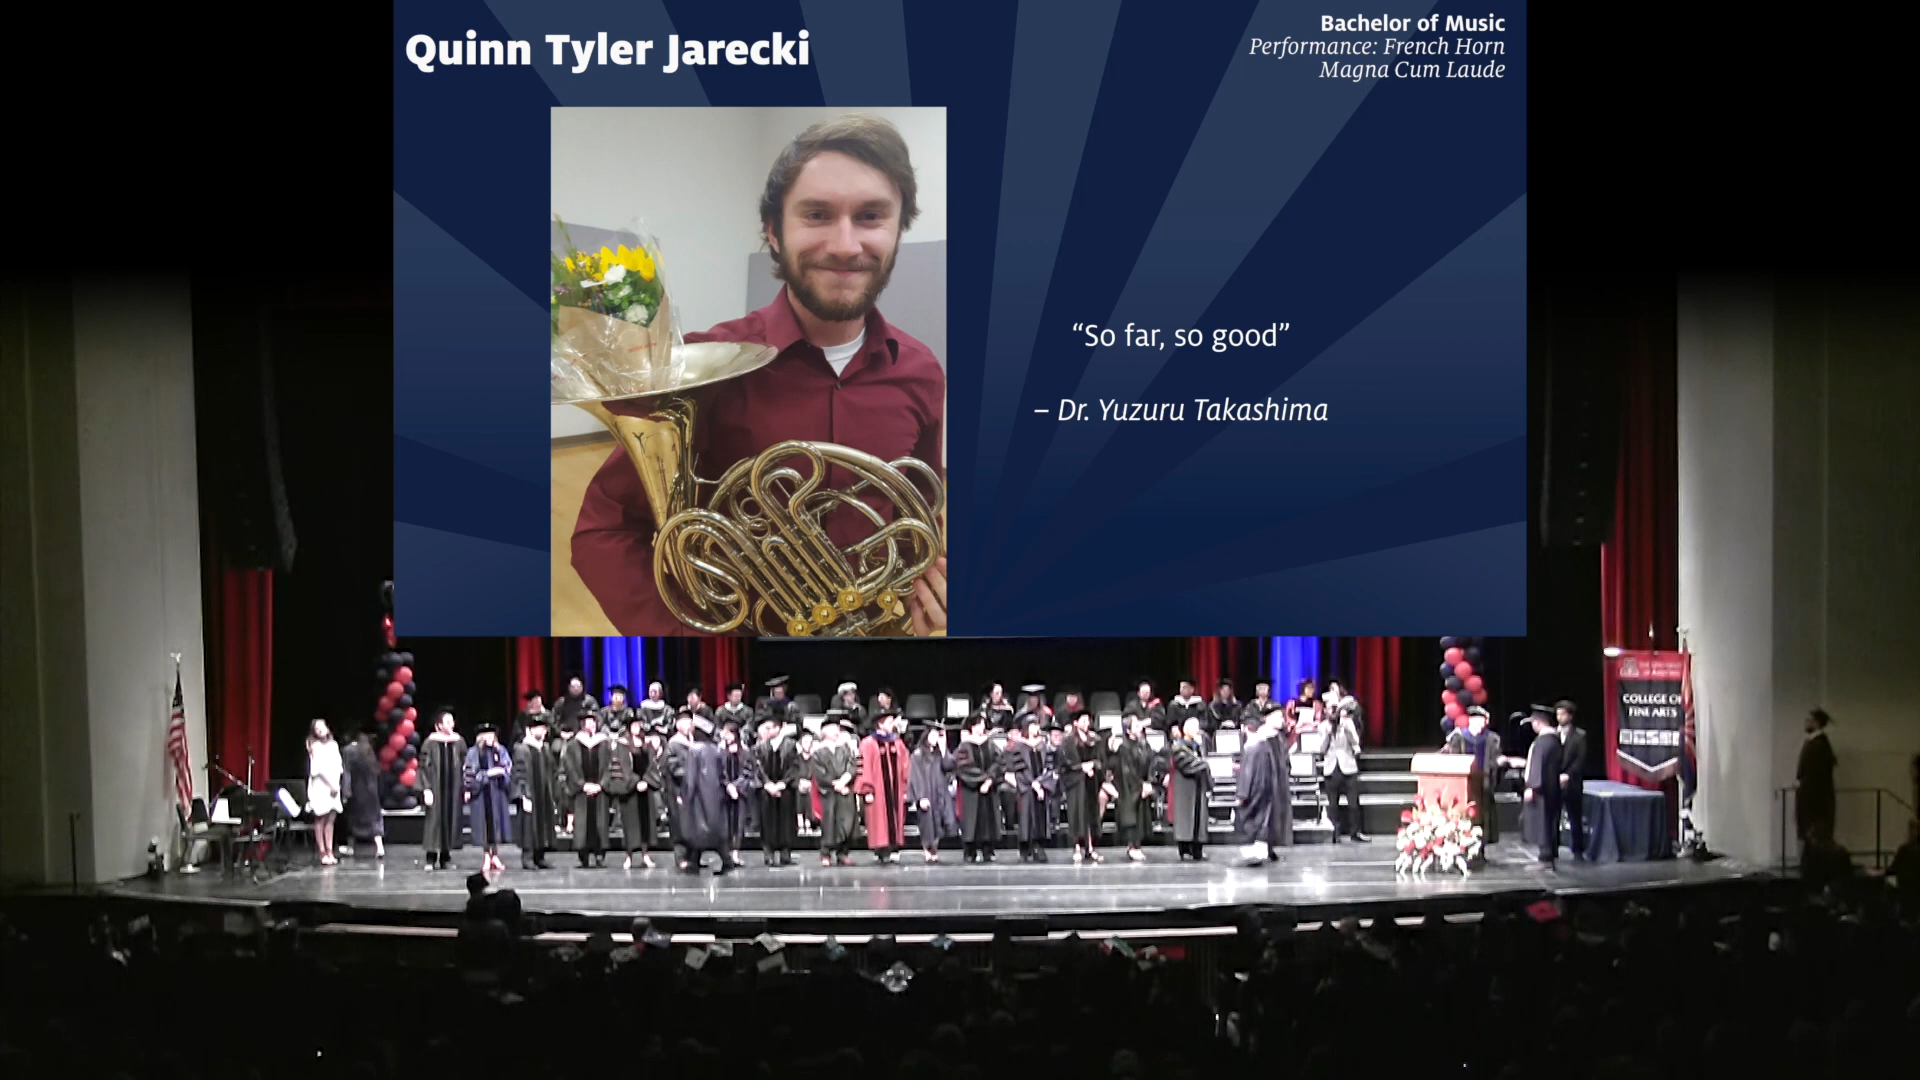 Quinn Tyler Jarecki
Bachelor of Music
Performance: French Horn
Magna Cum Laude
“So far, so good”
– Dr. Yuzuru Takashima
COLLEGE OF
FINE ARTS